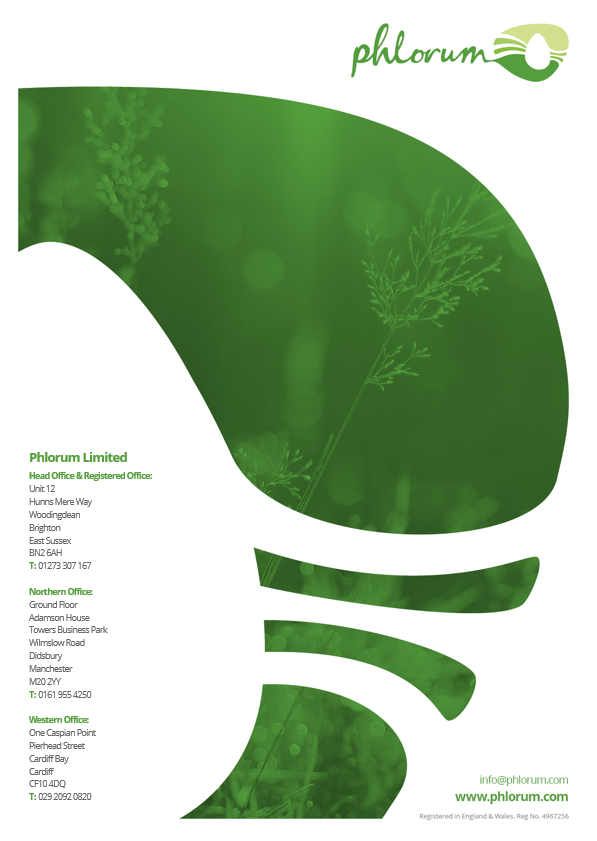 phlorum
Phlorum Limited
Head Office & Registered Office:
Unit 12
Hunns Mere Way
Woodingdean
Brighton
East Sussex
BN2 6AH
T: 01273 307 167
Northern Office:
Ground Floor
Adamson House
Towers Business Park
Wilmslow Road
Didsbury
Manchester
M20 2YY
T: 0161 955 4250
Western Office:
One Caspian Point
Pierhead Street
Cardiff Bay
Cardiff
CF10 4DQ
T: 029 2092 0820
info@phlorum.com
www.phlorum.com
Registered in England & Wales. Reg No. 4967256